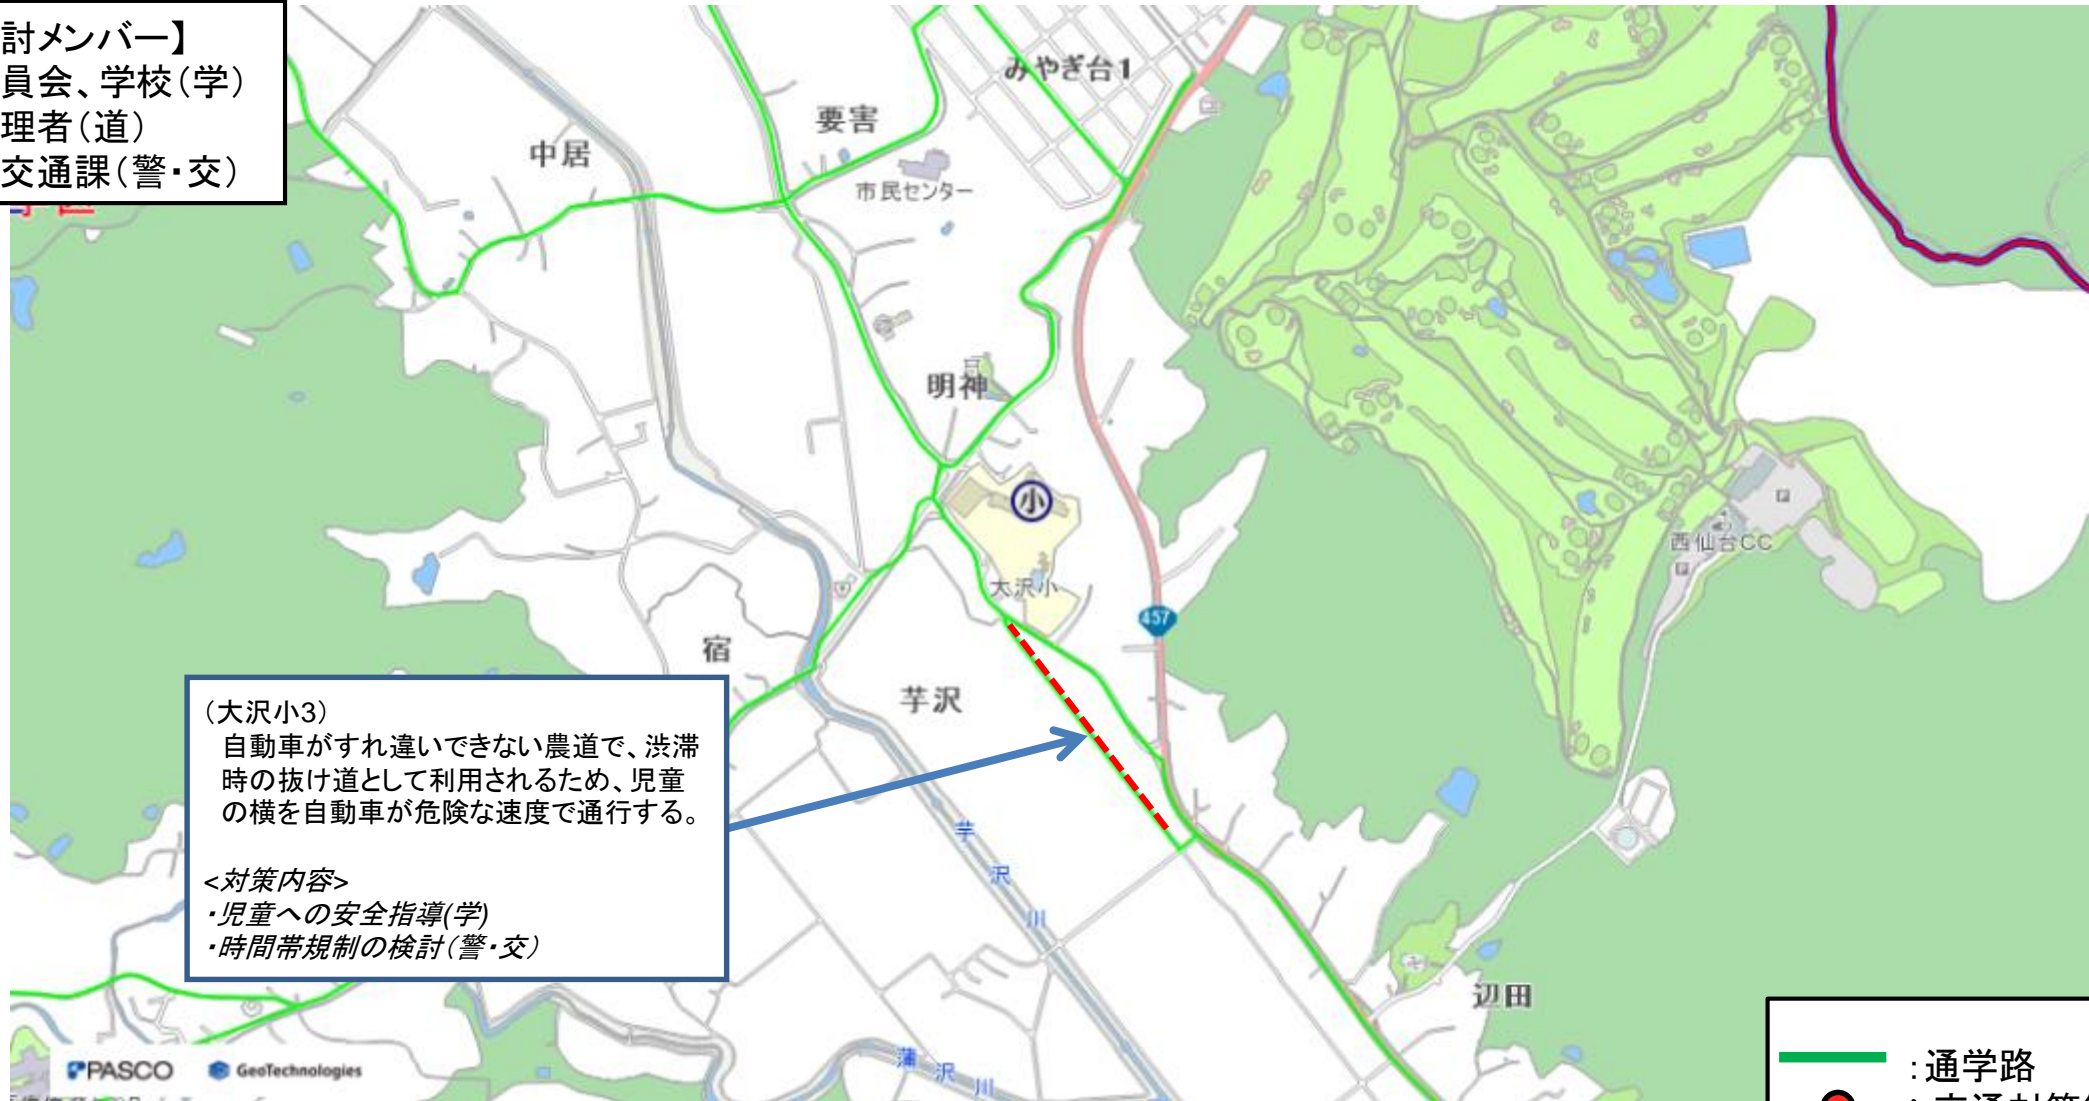 討メンバー】
員会、学校(学)
理者(道)
交通課(警・交)
みやぎ台1
要害
中居
市民センター
明神
小
大沢小
西仙台CC
457
宿
芋沢
(大沢小3)
自動車がすれ違いできない農道で、渋滞
時の抜け道として利用されるため、児童
の横を自動車が危険な速度で通行する。
<対策内容>
・児童への安全指導(学)
・時間帯規制の検討(警・交)
芋沢川
辺田
蒲沢川
PASCO
GeoTechnologies
:通学路